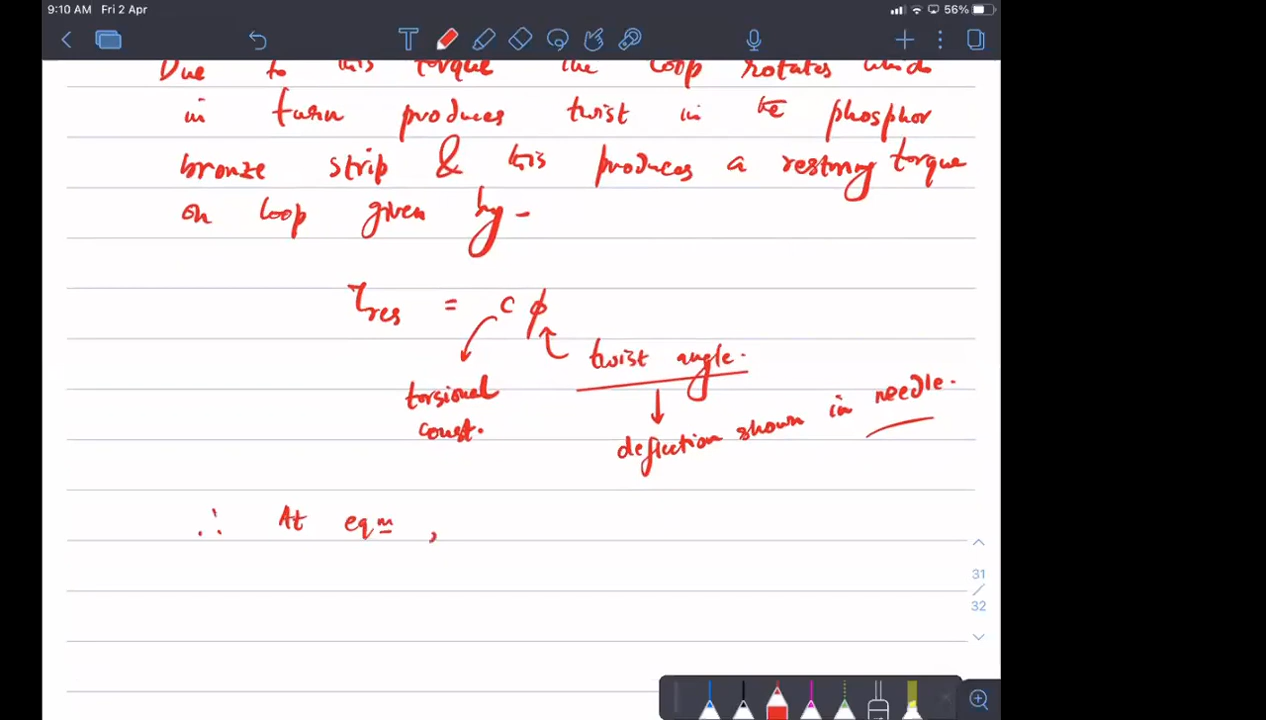 9:10 AM Fri 2 Apr
56%
Due to this torque the loop rotates which
in turn produces twist in the phosphor
bronze strip & this produces a restring torque
on loop given by -
τres = c φ
twist angle.
torsional
const.
deflection shown in needle.
∴ At eqm ,
31
32